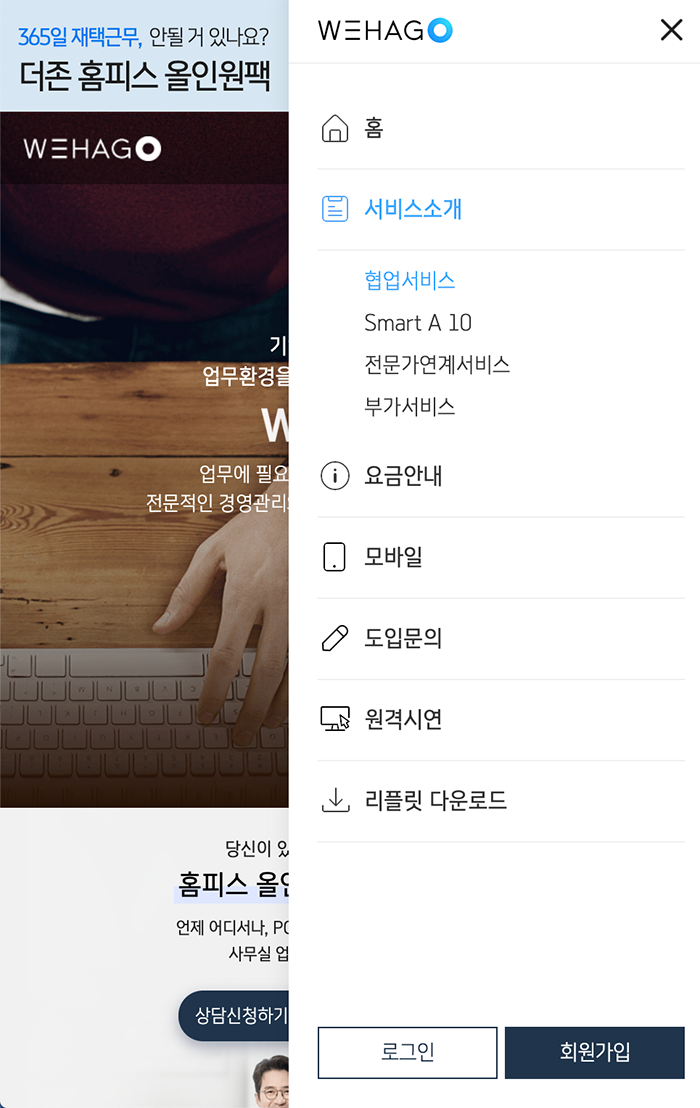 365일 재택근무, 안될 거 있나요?
더존 홈피스 올인원팩
WEHAGO
업무환경을
업무에 필요
전문적인 경영관리
당신이
홈피스
언제 어디서나,
사무실
상담신청하기
WEHAGO
홈
서비스소개
협업서비스
Smart A 10
전문가연계서비스
부가서비스
요금안내
모바일
도입문의
원격시연
리플릿 다운로드
로그인
회원가입